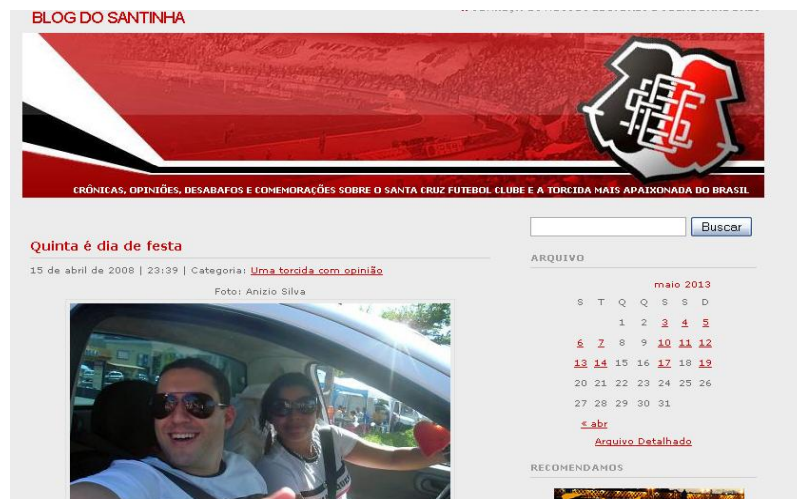 BLOG DO SANTINHA
CRÔNICAS, OPINIÕES, DESABAFOS E COMEMORAÇÕES SOBRE O SANTA CRUZ FUTEBOL CLUBE E A TORCIDA MAIS APAIXONADA DO BRASIL
Quinta é dia de festa
15 de abril de 2008 | 23:39 | Categoria: Uma torcida com opinião
Foto: Anizio Silva
Buscar
ARQUIVO
maio 2013
S T Q Q S S D
1 2 3 4 5
6 7 8 9 10 11 12
13 14 15 16 17 18 19
20 21 22 23 24 25 26
27 28 29 30 31
« abr
Arquivo Detalhado
RECOMENDAMOS